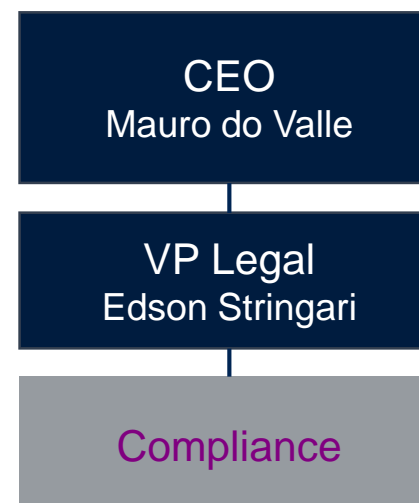 CEO
Mauro do Valle
VP Legal
Edson Stringari
Compliance